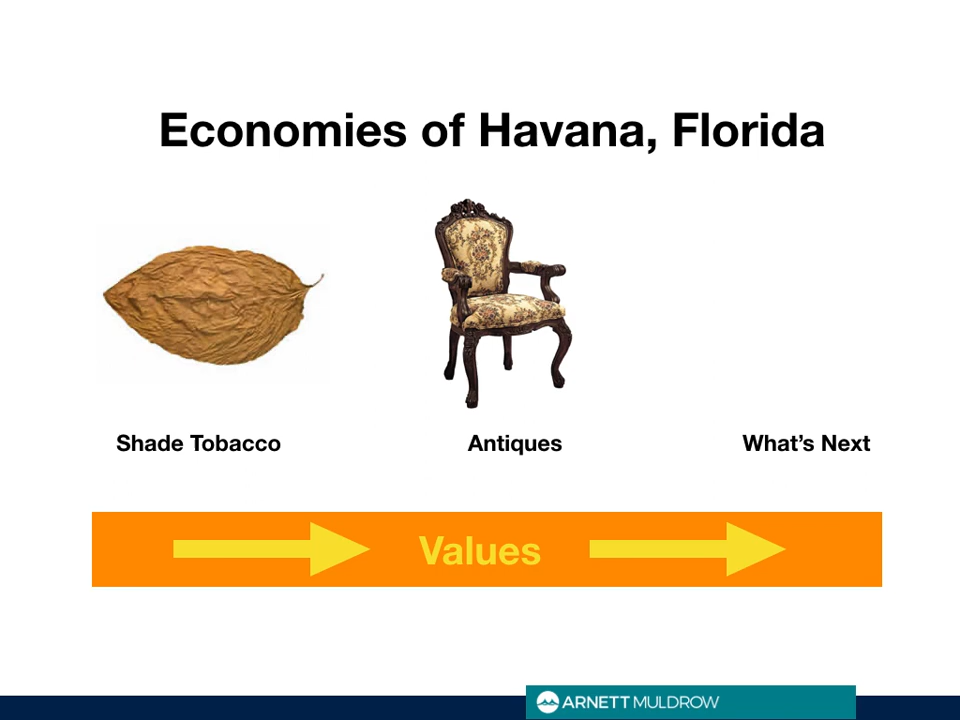 Economies of Havana, Florida
Shade Tobacco
Antiques
What’s Next
Values
ARNETT MULDROW